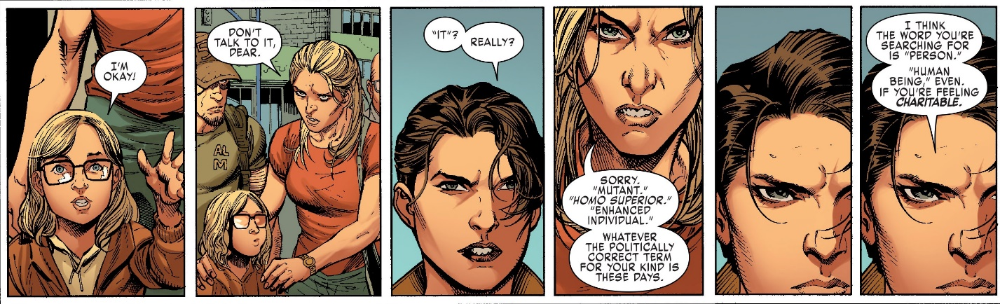 I'M
OKAY!
DON'T
TALK TO IT,
DEAR.
AL
M
"IT"?
REALLY?
SORRY.
"MUTANT."
"HOMO SUPERIOR."
"ENHANCED
INDIVIDUAL."
WHATEVER
THE POLITICALLY
CORRECT TERM
FOR YOUR KIND IS
THESE DAYS.
I THINK
THE WORD YOU'RE
SEARCHING FOR
IS "PERSON."
"HUMAN
BEING," EVEN.
IF YOU'RE FEELING
CHARITABLE.